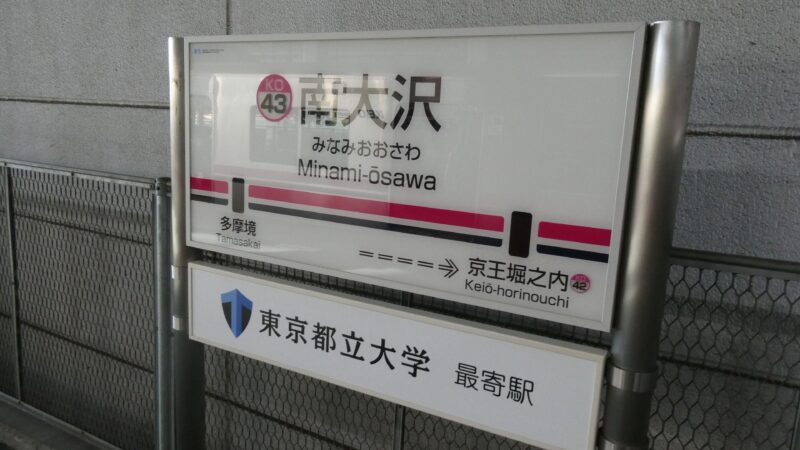 KO
43
南大沢
みなみおおさわ
Minami-ōsawa
多摩境
Tamasakai
京王堀之内
Keiō-horinouchi
42
東京都立大学 最寄駅